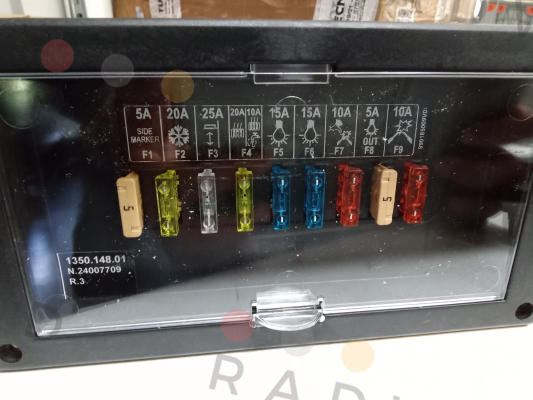 5A 20A 25A 20A 10A 15A 15A 10A 5A 10A
SIDE
MARKER
OUT
F1 F2 F3 F4 F5 F6 F7 F8 F9
5 5
1350.148.01
N.24007709
R.3
RAD